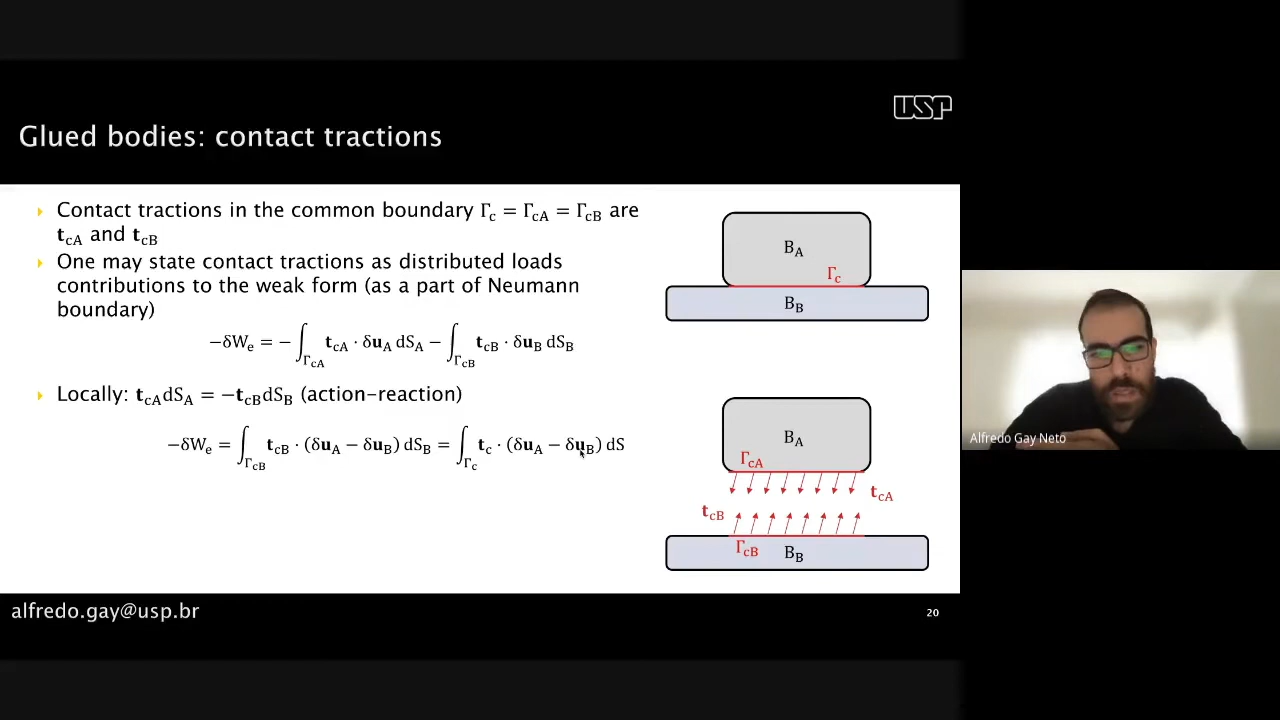 USP
Glued bodies: contact tractions
Contact tractions in the common boundary Γc = ΓcA = ΓcB are
tcA and tcB
One may state contact tractions as distributed loads
contributions to the weak form (as a part of Neumann
boundary)
−δWe = − ∫ΓcA tcA · δuA dSA − ∫ΓcB tcB · δuB dSB
Locally: tcAdSA = −tcBdSB (action-reaction)
−δWe = ∫ΓcB tcB · (δuA − δuB) dSB = ∫Γc tc · (δuA − δuB) dS
BA
Γc
BB
BA
ΓcA
tcA
tcB
ΓcB
BB
Alfredo Gay Neto
alfredo.gay@usp.br
20